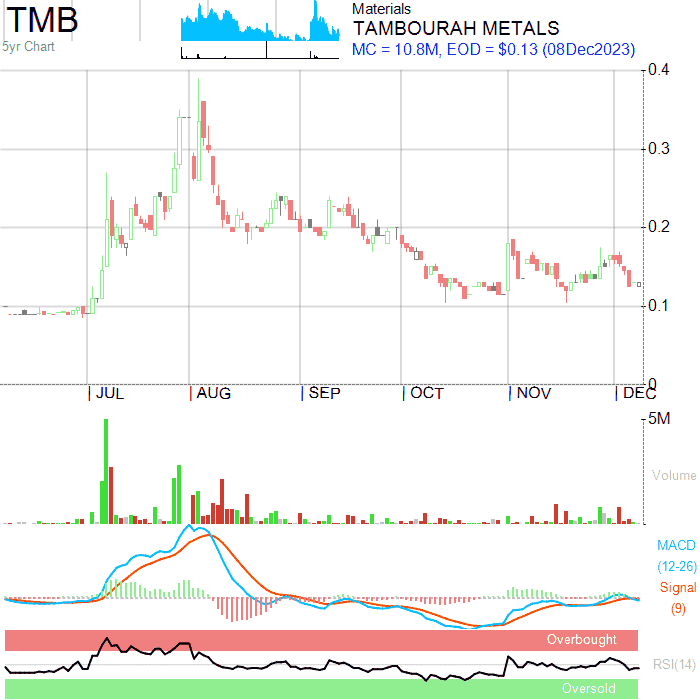 TMB
5yr Chart
Materials
TAMBOURAH METALS
MC = 10.8M, EOD = $0.13 (08Dec2023)
0.4
0.3
0.2
0.1
0
JUL AUG SEP OCT NOV DEC
5M
Volume
MACD
(12-26)
Signal
(9)
Overbought
RSI(14)
Oversold